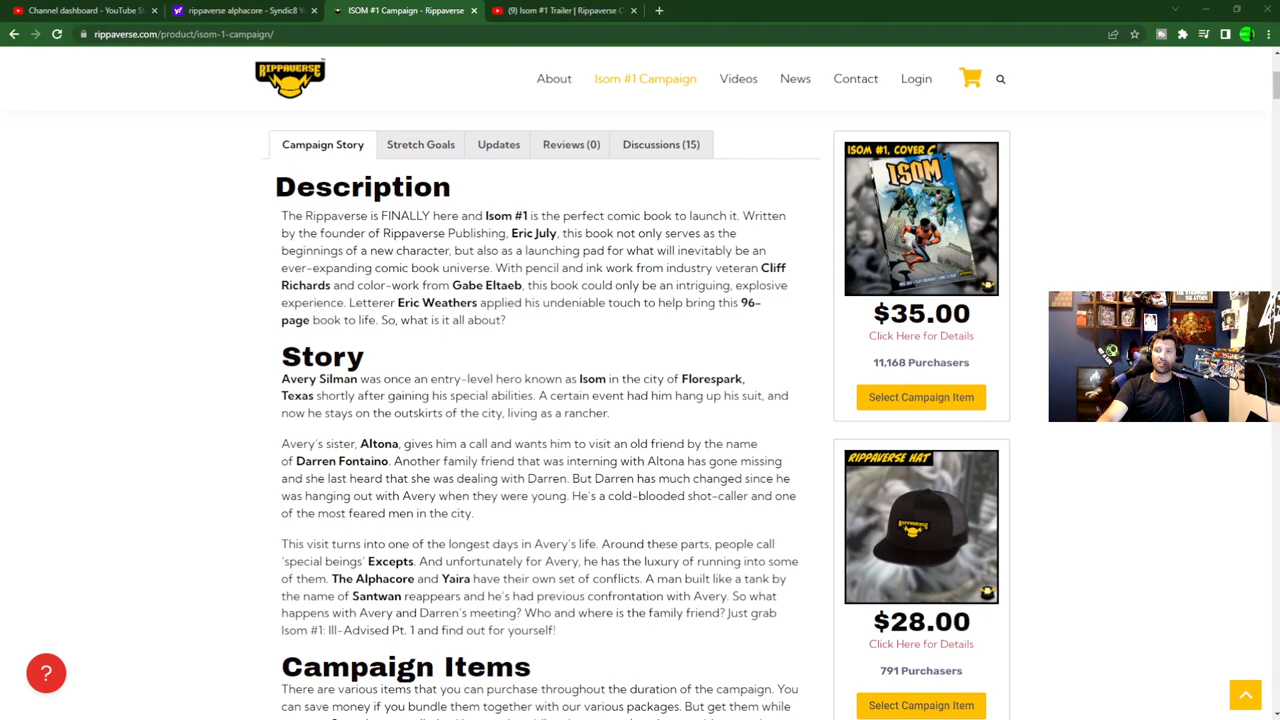 Channel dashboard - YouTube St
rippaverse alphacore - Syndic8 Y
ISOM #1 Campaign - Rippaverse
(9) Isom #1 Trailer | Rippaverse C
rippaverse.com/product/isom-1-campaign/
RIPPAVERSE
About
Isom #1 Campaign
Videos
News
Contact
Login
Campaign Story
Stretch Goals
Updates
Reviews (0)
Discussions (15)
Description
The Rippaverse is FINALLY here and Isom #1 is the perfect comic book to launch it. Written
by the founder of Rippaverse Publishing, Eric July, this book not only serves as the
beginnings of a new character, but also as a launching pad for what will inevitably be an
ever-expanding comic book universe. With pencil and ink work from industry veteran Cliff
Richards and color-work from Gabe Eltaeb, this book could only be an intriguing, explosive
experience. Letterer Eric Weathers applied his undeniable touch to help bring this 96-
page book to life. So, what is it all about?
Story
Avery Silman was once an entry-level hero known as Isom in the city of Florespark,
Texas shortly after gaining his special abilities. A certain event had him hang up his suit, and
now he stays on the outskirts of the city, living as a rancher.
Avery's sister, Altona, gives him a call and wants him to visit an old friend by the name
of Darren Fontaino. Another family friend that was interning with Altona has gone missing
and she last heard that she was dealing with Darren. But Darren has much changed since he
was hanging out with Avery when they were young. He's a cold-blooded shot-caller and one
of the most feared men in the city.
This visit turns into one of the longest days in Avery's life. Around these parts, people call
'special beings' Excepts. And unfortunately for Avery, he has the luxury of running into some
of them. The Alphacore and Yaira have their own set of conflicts. A man built like a tank by
the name of Santwan reappears and he's had previous confrontation with Avery. So what
happens with Avery and Darren's meeting? Who and where is the family friend? Just grab
Isom #1: Ill-Advised Pt. 1 and find out for yourself!
Campaign Items
There are various items that you can purchase throughout the duration of the campaign. You
can save money if you bundle them together with our various packages. But get them while
ISOM #1, COVER C
ISOM
$35.00
Click Here for Details
11,168 Purchasers
Select Campaign Item
RIPPAVERSE HAT
RIPPAVERSE
$28.00
Click Here for Details
791 Purchasers
Select Campaign Item
?